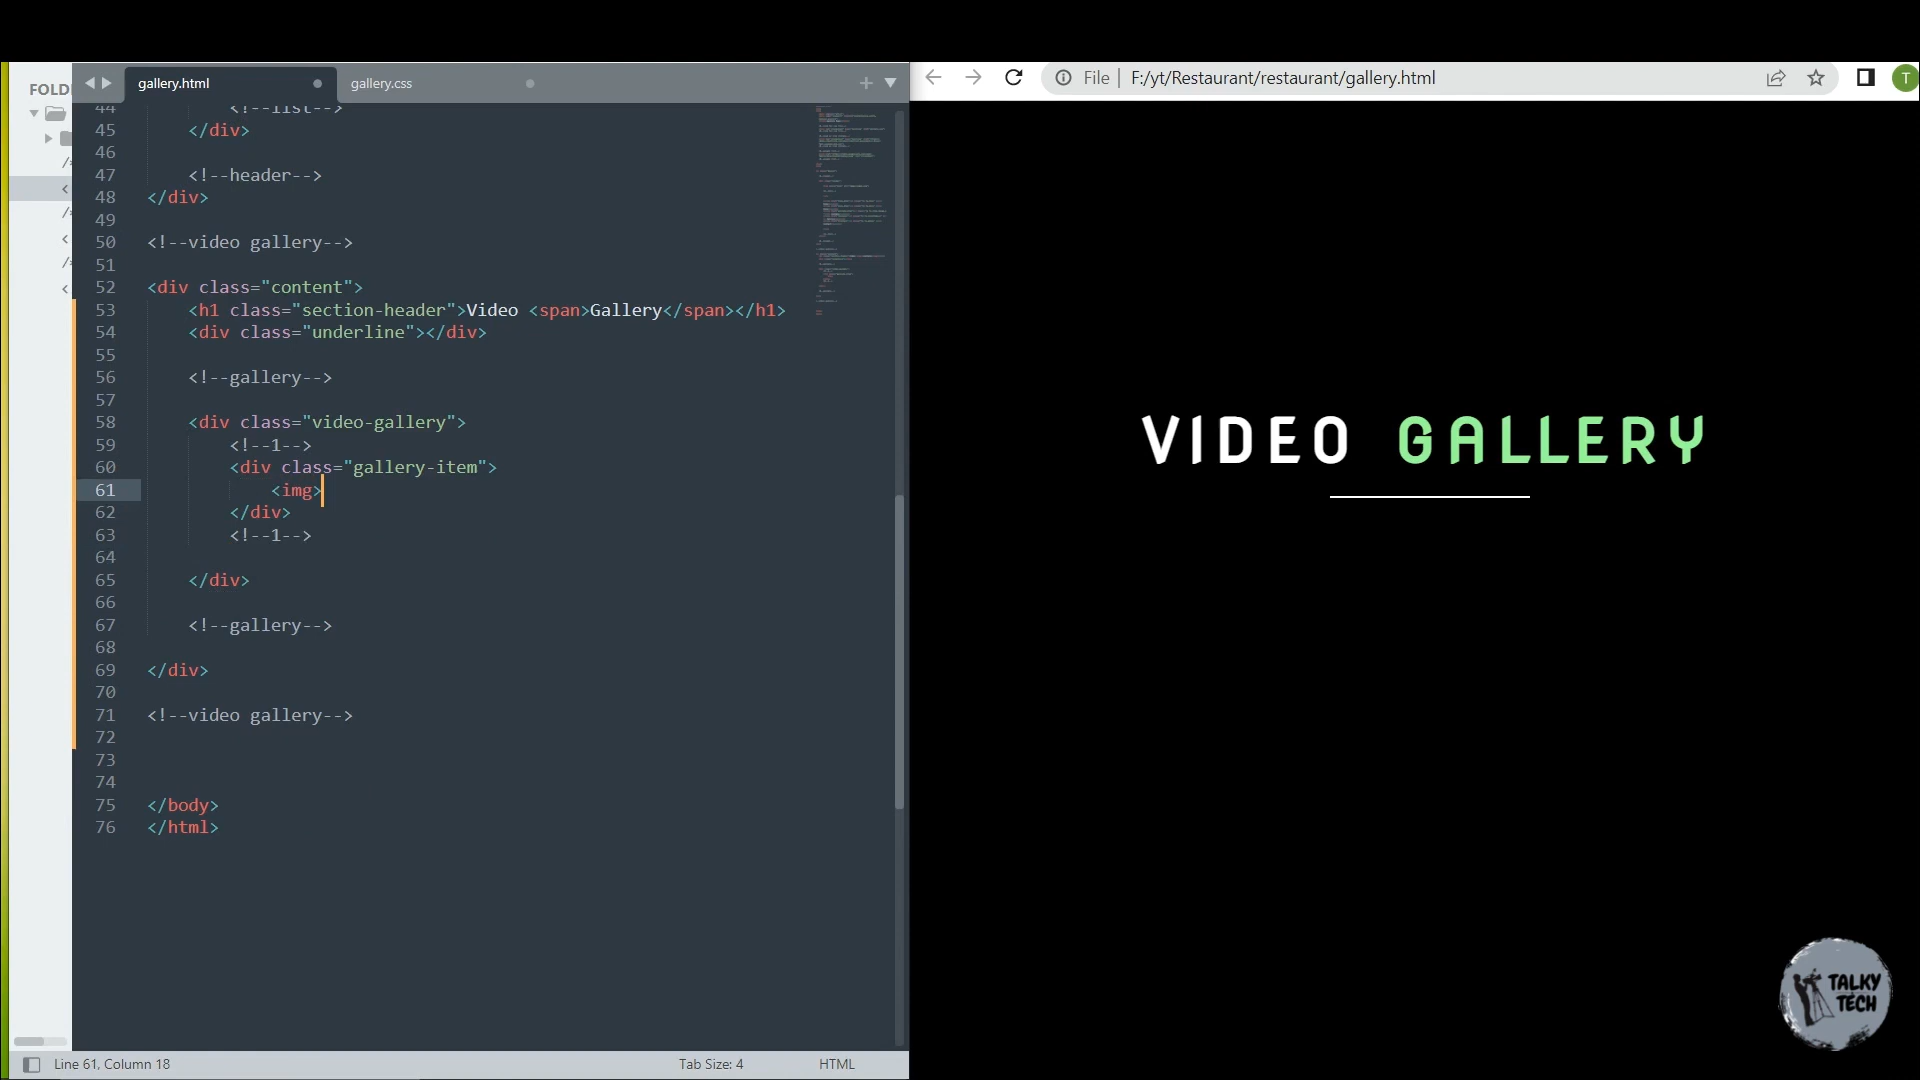 FOLD
gallery.html
gallery.css
File
F:/yt/Restaurant/restaurant/gallery.html
T
44 <!--list-->
45 </div>
46
47 <!--header-->
48 </div>
49
50 <!--video gallery-->
51
52 <div class="content">
53 <h1 class="section-header">Video <span>Gallery</span></h1>
54 <div class="underline"></div>
55
56 <!--gallery-->
57
58 <div class="video-gallery">
59 <!--1-->
60 <div class="gallery-item">
61 <img>
62 </div>
63 <!--1-->
64
65 </div>
66
67 <!--gallery-->
68
69 </div>
70
71 <!--video gallery-->
72
73
74
75 </body>
76 </html>
VIDEO GALLERY
TALKY
TECH
Line 61, Column 18
Tab Size: 4
HTML